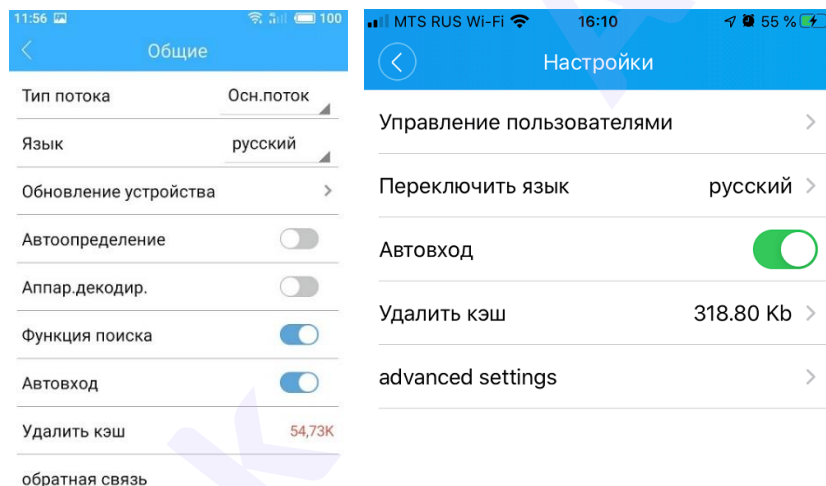 11:56 100
Общие
Тип потока Осн.поток
Язык русский
Обновление устройства
Автоопределение
Аппар.декодир.
Функция поиска
Автовход
Удалить кэш 54,73K
обратная связь
MTS RUS Wi-Fi 16:10 55 %
Настройки
Управление пользователями
Переключить язык русский
Автовход
Удалить кэш 318.80 Kb
advanced settings